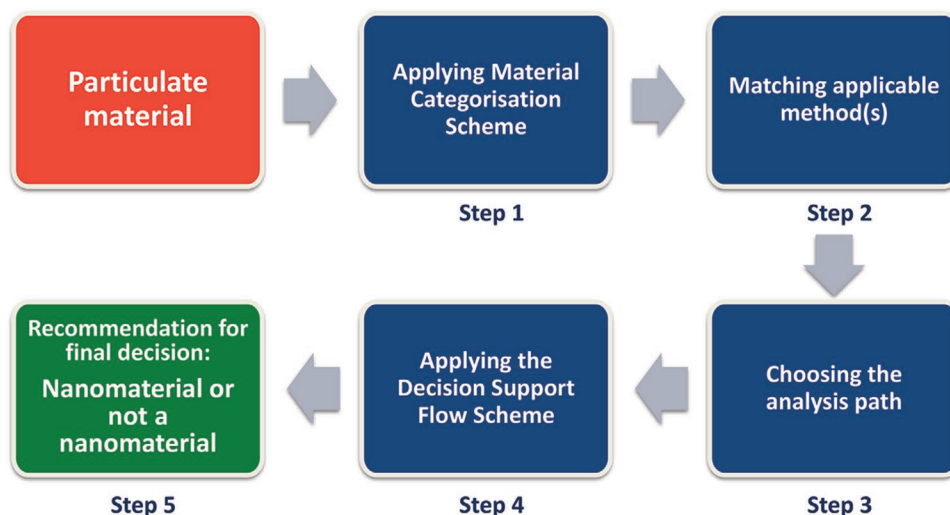 Particulate
material
Applying Material
Categorisation
Scheme
Step 1
Matching applicable
method(s)
Step 2
Choosing the
analysis path
Step 3
Applying the
Decision Support
Flow Scheme
Step 4
Recommendation for
final decision:
Nanomaterial or
not a
nanomaterial
Step 5